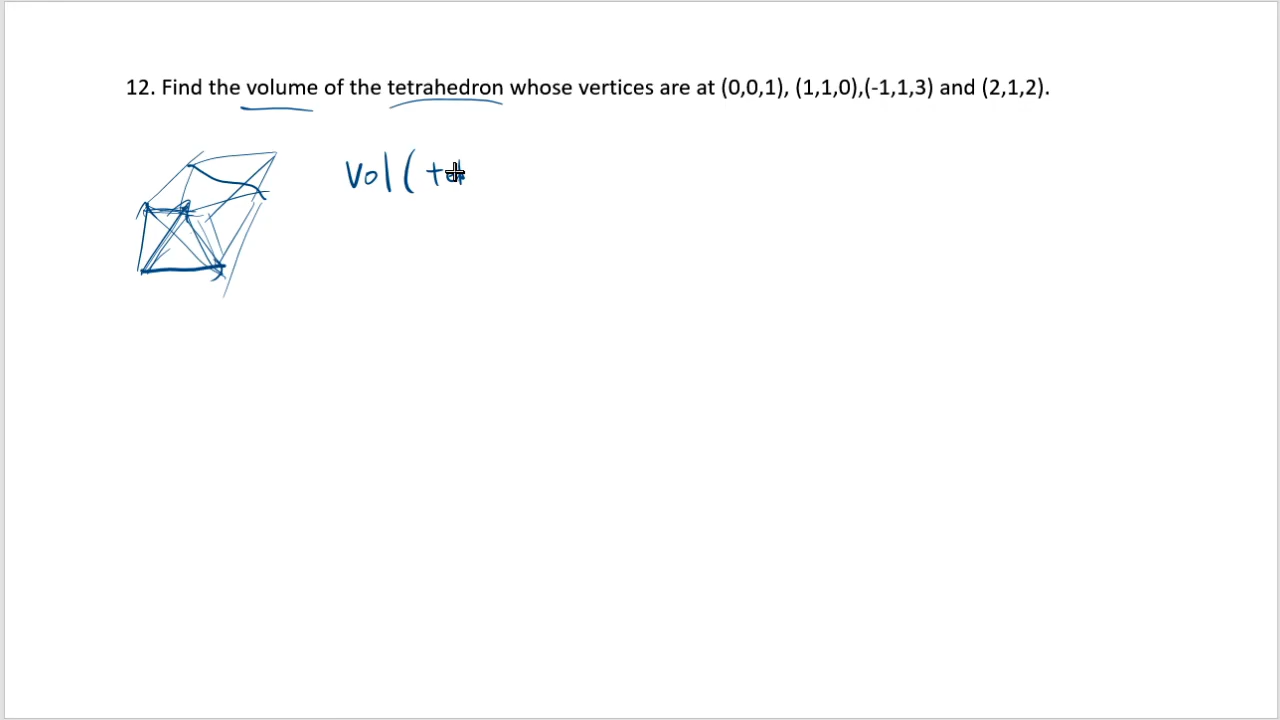 12. Find the volume of the tetrahedron whose vertices are at (0,0,1), (1,1,0),(-1,1,3) and (2,1,2).
Vol (